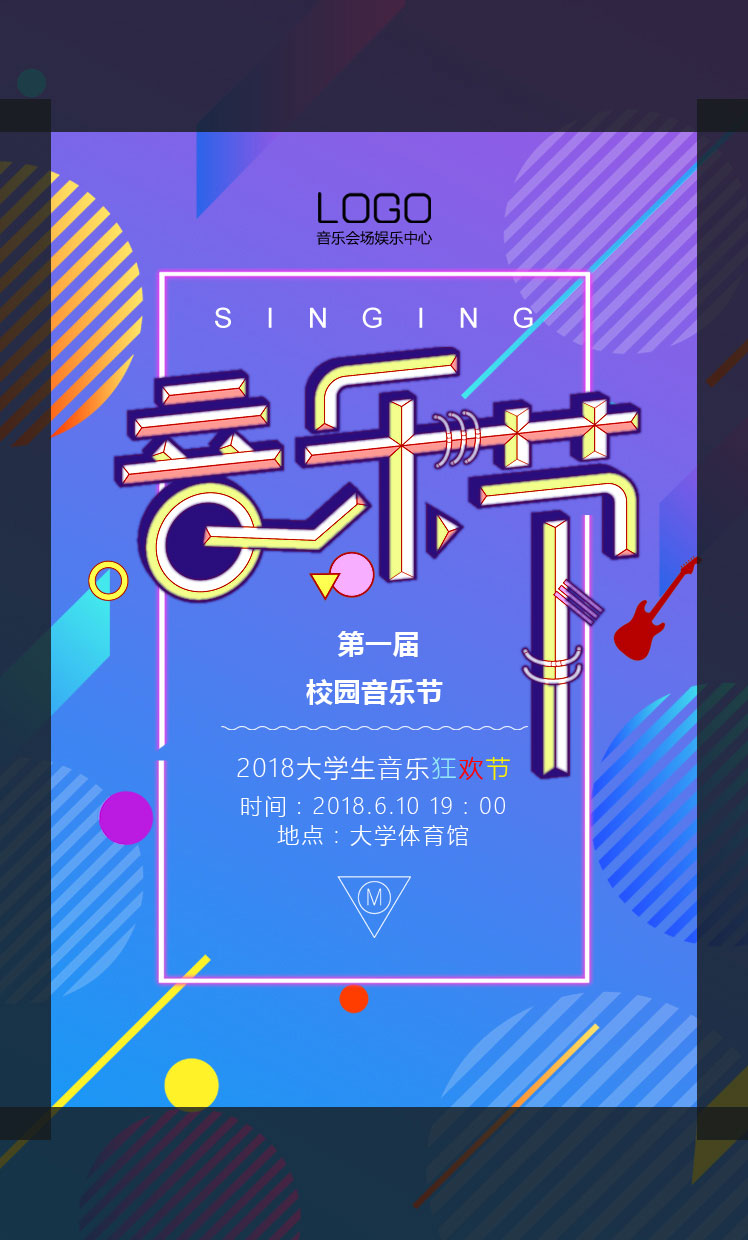 LOGO
音乐会场娱乐中心
SINGING
音乐节
第一届
校园音乐节
2018大学生音乐狂欢节
时间：2018.6.10 19：00
地点：大学体育馆
M